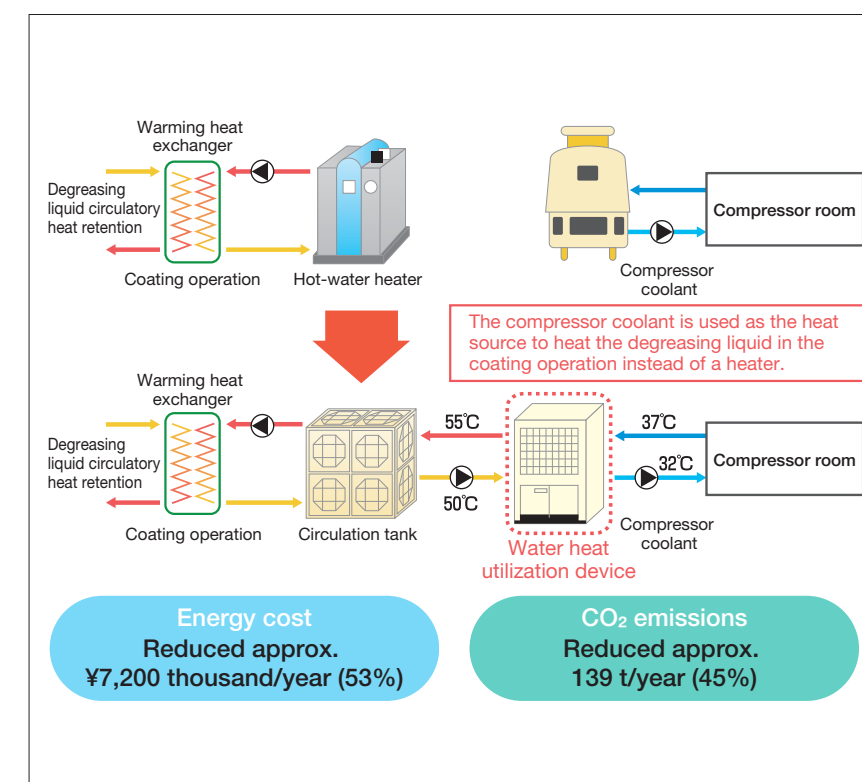 Warming heat
exchanger
Degreasing
liquid circulatory
heat retention
Coating operation
Hot-water heater
Compressor room
Compressor
coolant
The compressor coolant is used as the heat
source to heat the degreasing liquid in the
coating operation instead of a heater.
Warming heat
exchanger
Degreasing
liquid circulatory
heat retention
Coating operation
Circulation tank
55℃
50℃
37℃
32℃
Compressor room
Compressor
coolant
Water heat
utilization device
Energy cost
Reduced approx.
¥7,200 thousand/year (53%)
CO₂ emissions
Reduced approx.
139 t/year (45%)